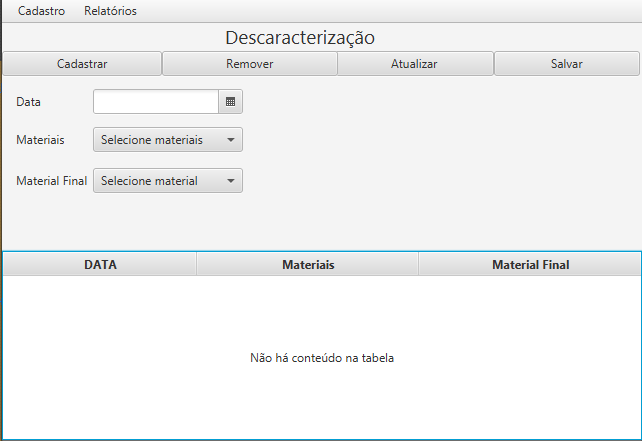 Cadastro Relatórios
Descaracterização
Cadastrar Remover Atualizar Salvar
Data
Materiais Selecione materiais
Material Final Selecione material
DATA Materiais Material Final
Não há conteúdo na tabela